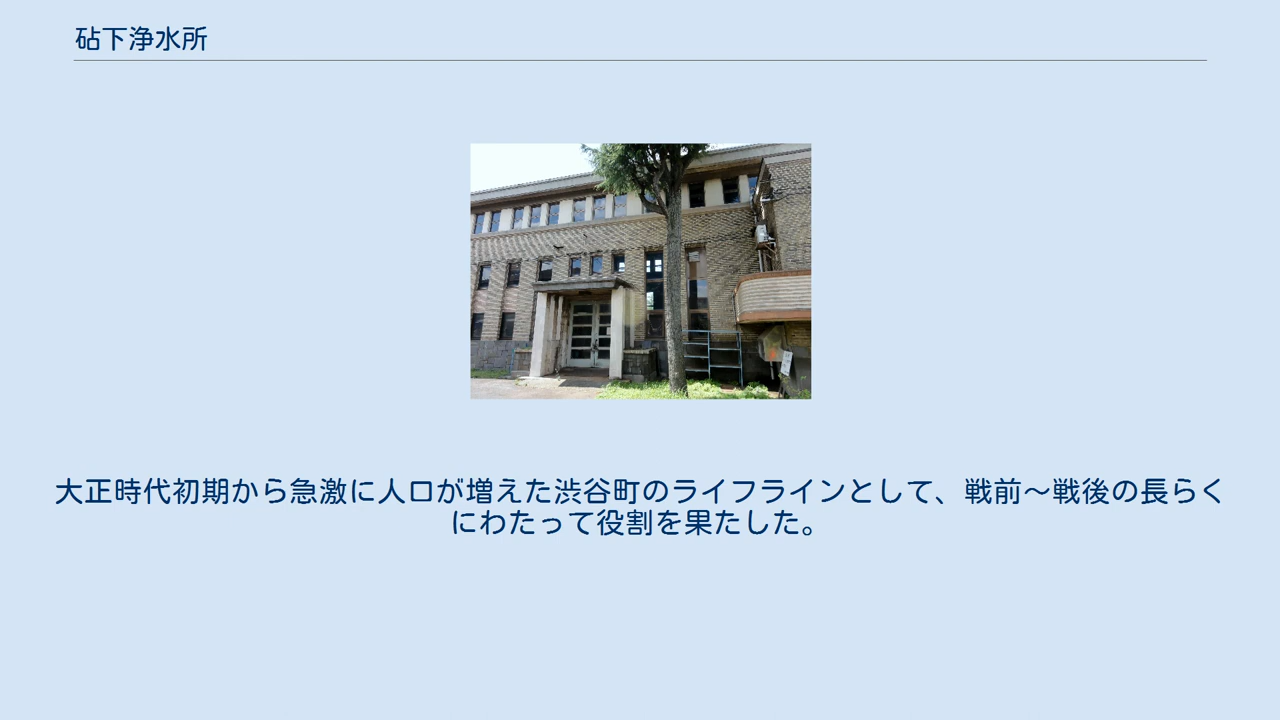 砧下浄水所
大正時代初期から急激に人口が増えた渋谷町のライフラインとして、戦前～戦後の長らく
にわたって役割を果たした。